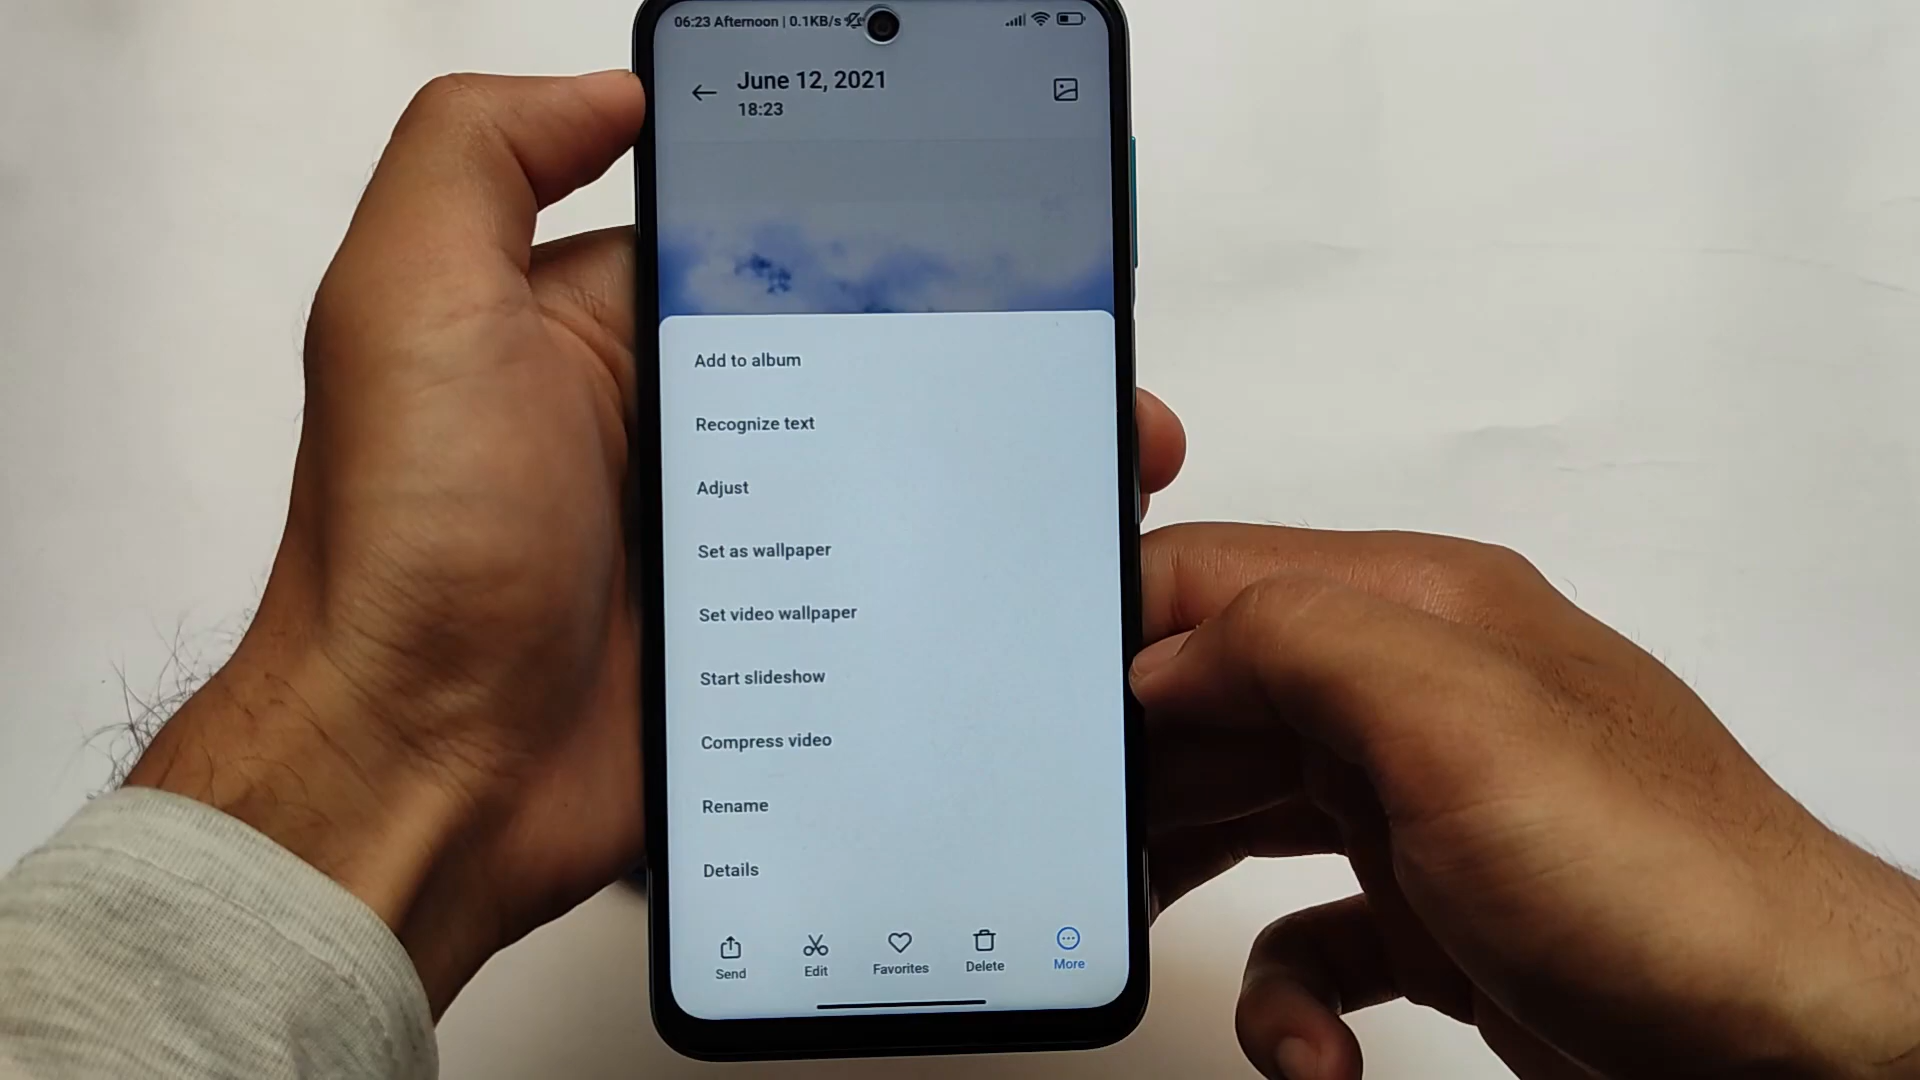 06:23 Afternoon | 0.1KB/s
June 12, 2021
18:23
Add to album
Recognize text
Adjust
Set as wallpaper
Set video wallpaper
Start slideshow
Compress video
Rename
Details
Send Edit Favorites Delete More